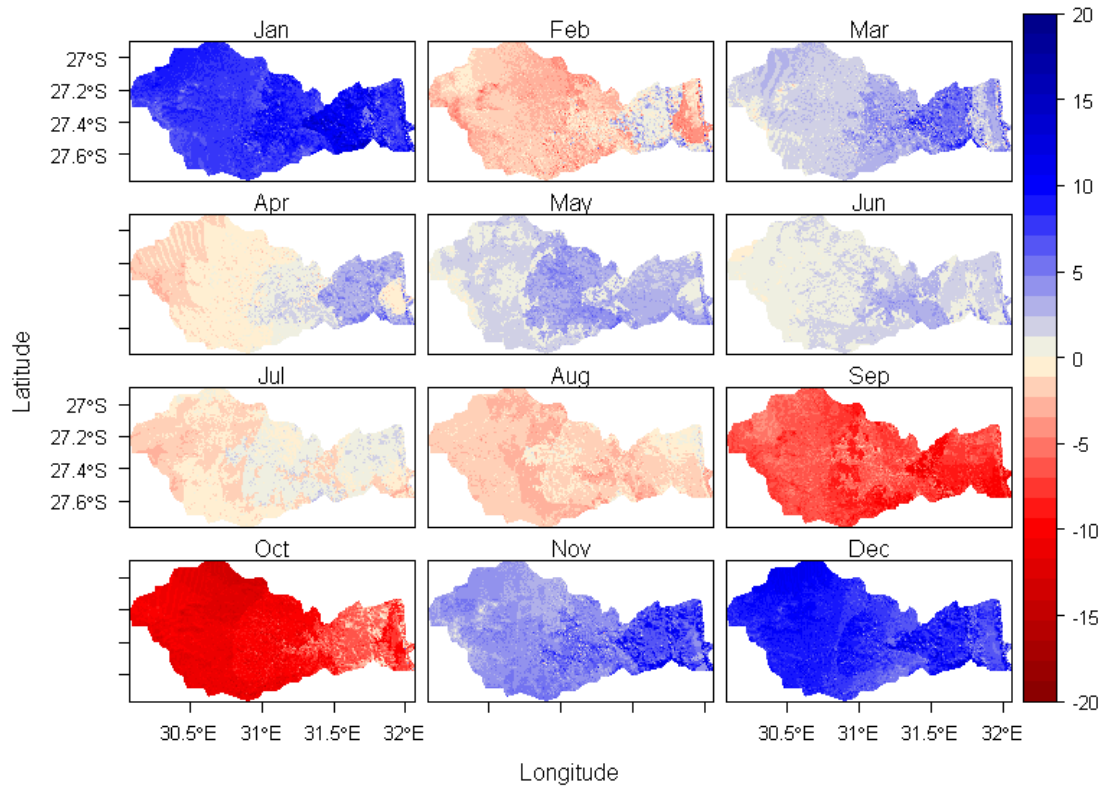 Jan Feb Mar
20
27°S
27.2°S
27.4°S
27.6°S
15
10
Apr May Jun
5
0
Latitude
Jul Aug Sep
27°S
27.2°S
27.4°S
27.6°S
-5
-10
Oct Nov Dec
-15
-20
30.5°E 31°E 31.5°E 32°E 30.5°E 31°E 31.5°E 32°E
Longitude